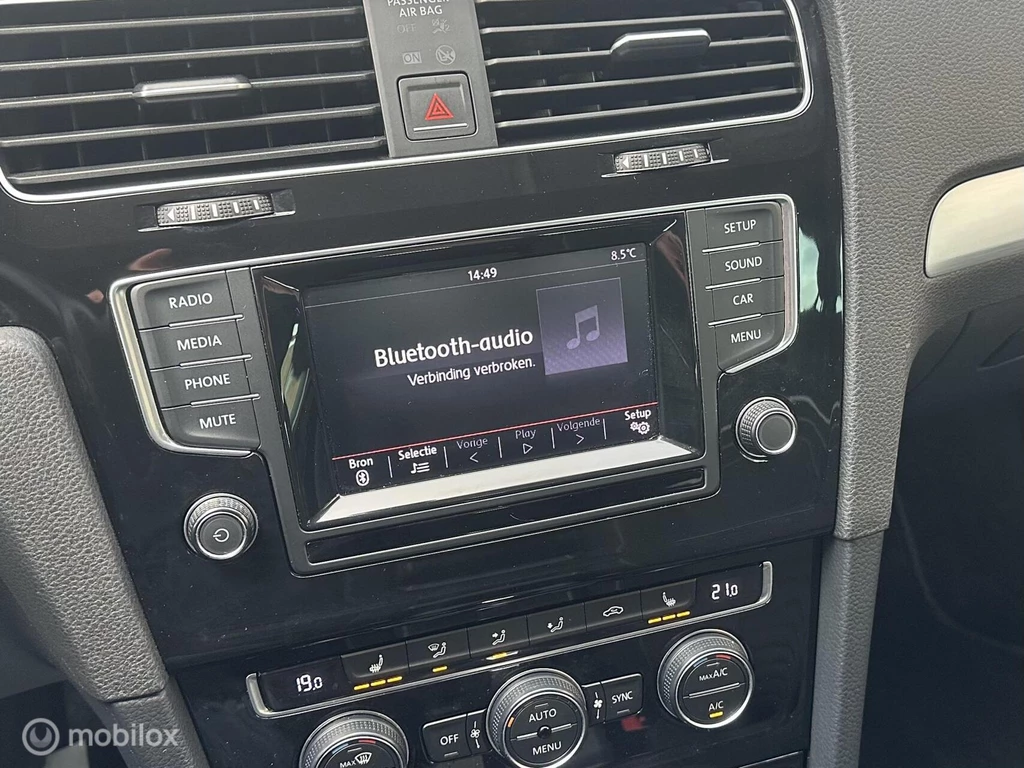 PASSENGER
AIR BAG
OFF
ON
14:49
8.5°C
RADIO
MEDIA
PHONE
MUTE
SETUP
SOUND
CAR
MENU
Bluetooth-audio
Verbinding verbroken.
Bron
Selectie
Vorige
Play
Volgende
Setup
19.0
21.0
MAX
OFF
AUTO
MENU
SYNC
MAX A/C
A/C
mobilox